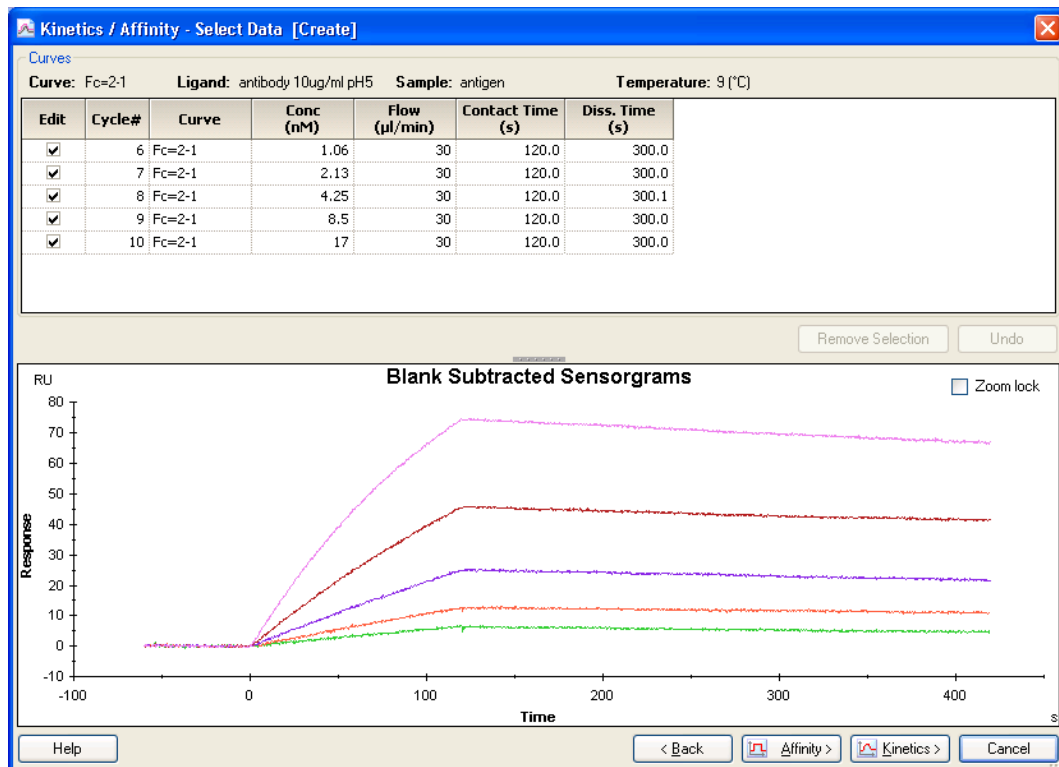 Kinetics / Affinity - Select Data [Create]
Curves
Curve: Fc=2-1 Ligand: antibody 10ug/ml pH5 Sample: antigen Temperature: 9 (°C)
Edit Cycle# Curve Conc (nM) Flow (µl/min) Contact Time (s) Diss. Time (s)
6 Fc=2-1 1.06 30 120.0 300.0
7 Fc=2-1 2.13 30 120.0 300.0
8 Fc=2-1 4.25 30 120.0 300.1
9 Fc=2-1 8.5 30 120.0 300.0
10 Fc=2-1 17 30 120.0 300.0
Remove Selection Undo
Blank Subtracted Sensorgrams
RU
Zoom lock
80
70
60
50
40
30
20
10
0
-10
Response
-100 0 100 200 300 400
Time
s
Help < Back Affinity > Kinetics > Cancel